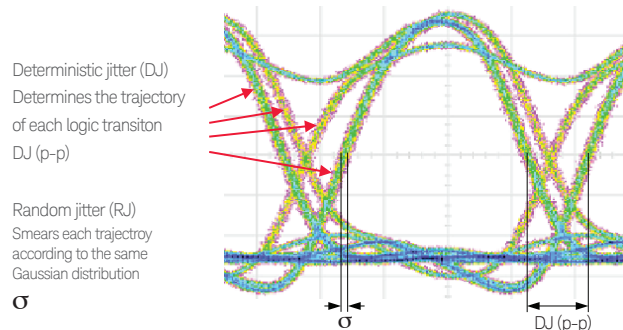 Deterministic jitter (DJ)
Determines the trajectory
of each logic transiton
DJ (p-p)
Random jitter (RJ)
Smears each trajectroy
according to the same
Gaussian distribution
σ
σ
DJ (p-p)